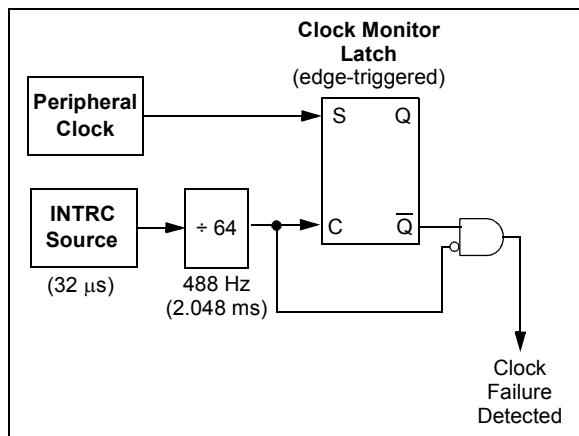 Clock Monitor
Latch
(edge-triggered)
Peripheral
Clock
S Q
INTRC
Source
÷ 64
C Q̅
(32 μs)
488 Hz
(2.048 ms)
Clock
Failure
Detected